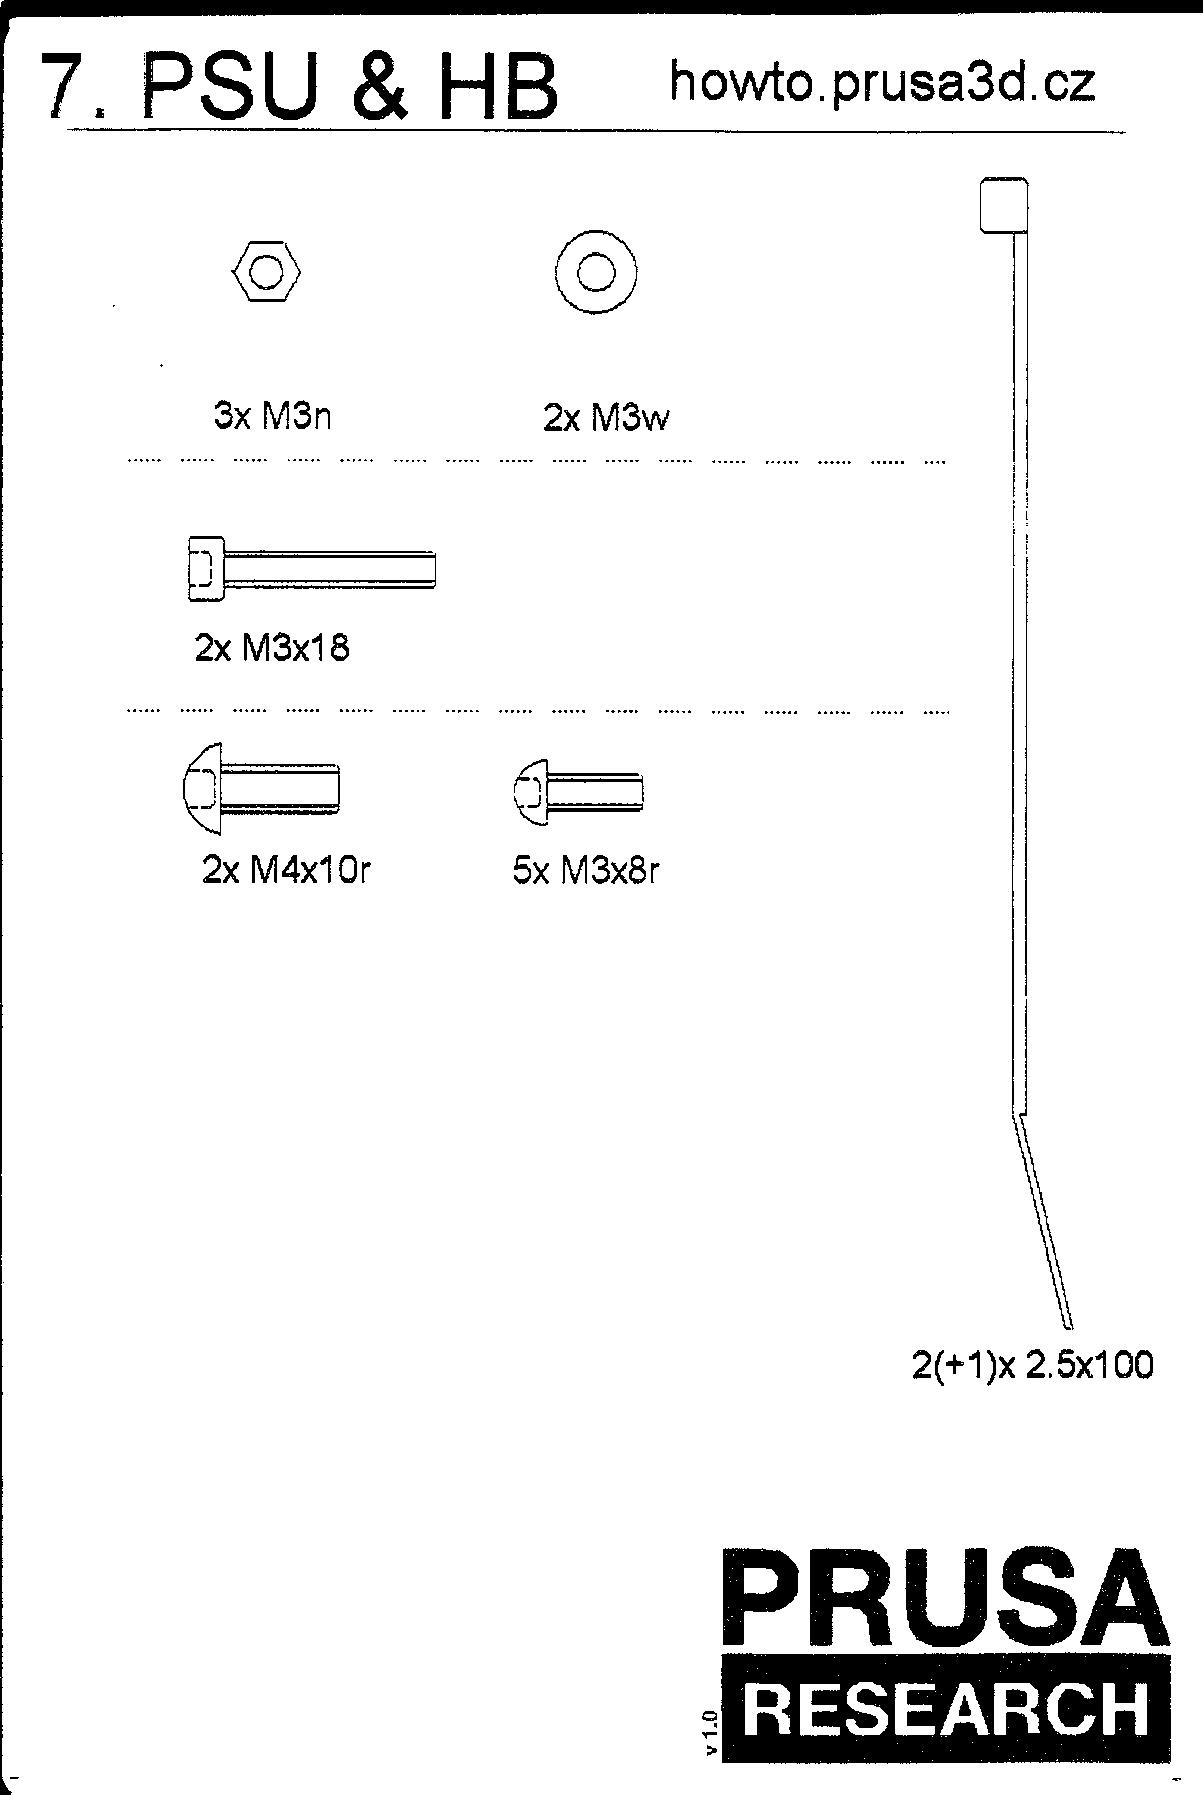 7. PSU & HB
howto.prusa3d.cz
3x M3n
2x M3w
2x M3x18
2x M4x10r
5x M3x8r
2(+1)x 2.5x100
PRUSA
RESEARCH
v 1.0